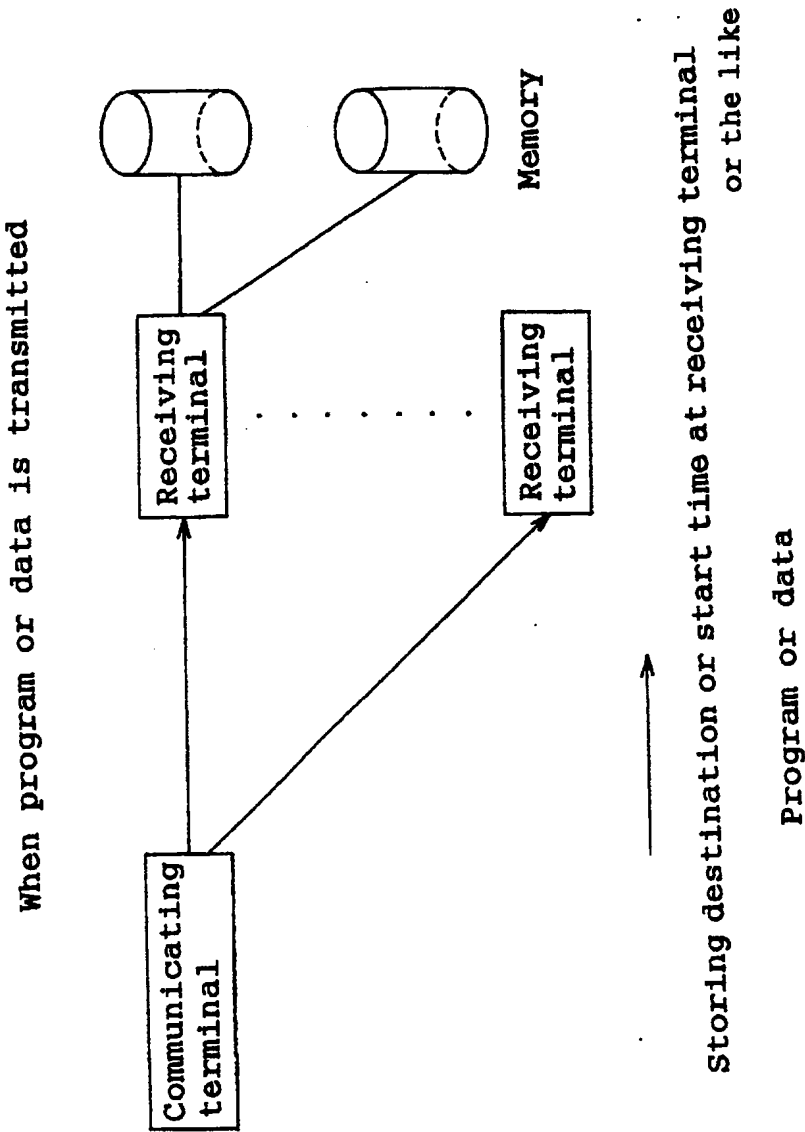 When program or data is transmitted
Communicating
terminal
Receiving
terminal
Receiving
terminal
Memory
Storing destination or start time at receiving terminal
or the like
Program or data